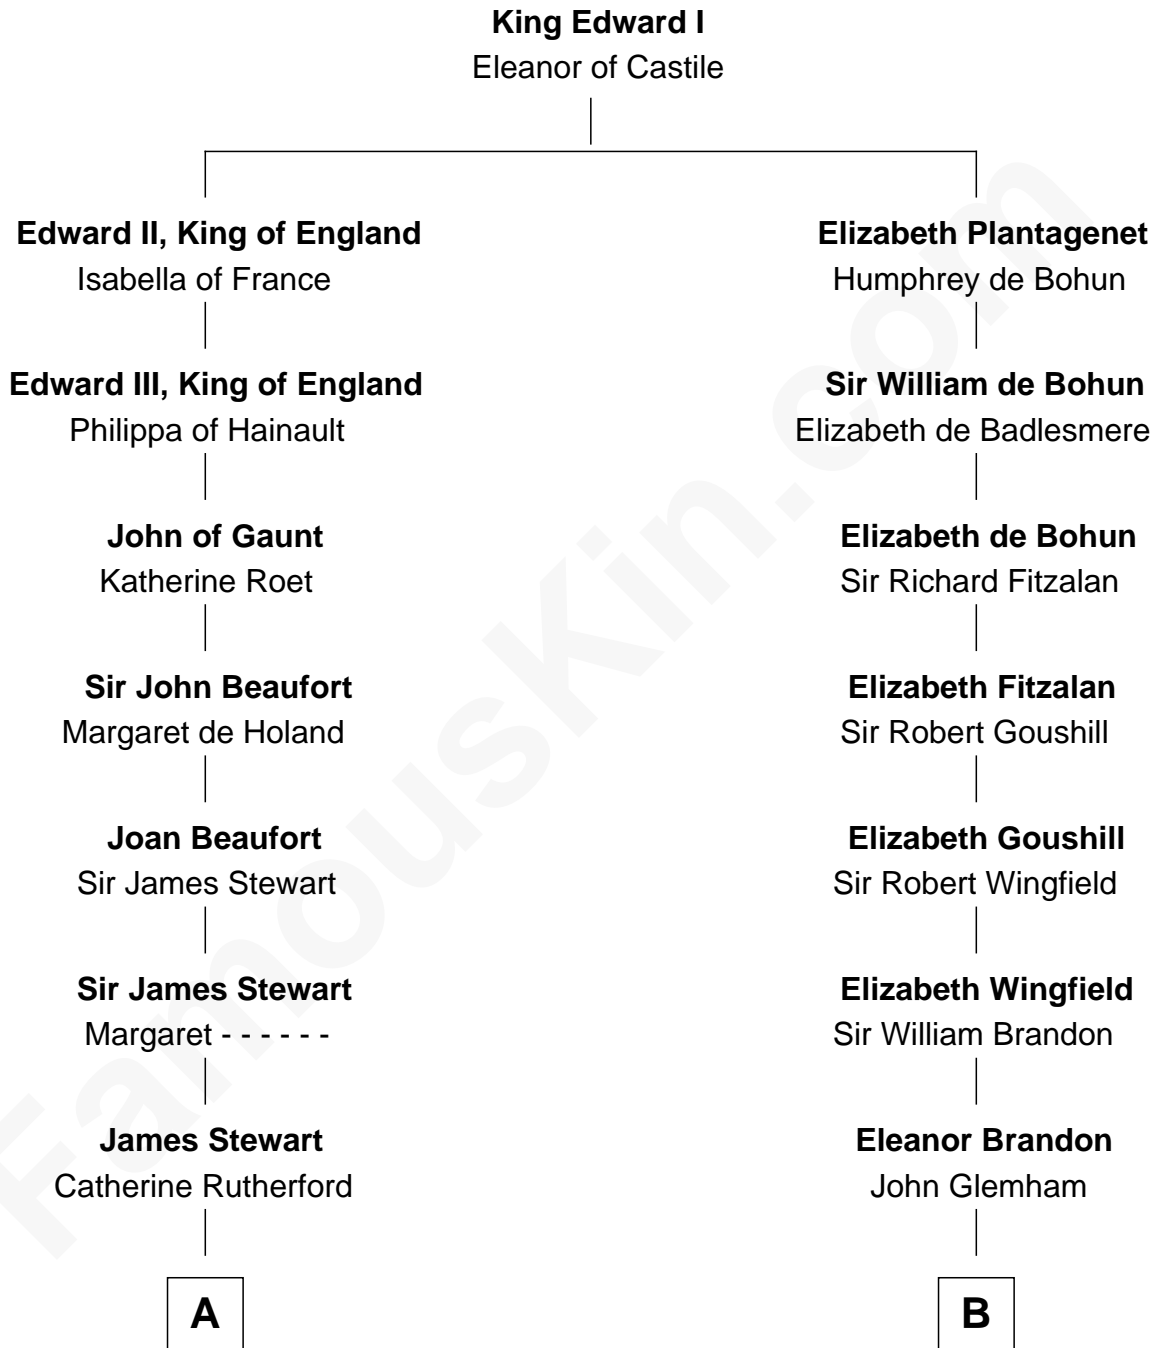 King Edward I
Eleanor of Castile
Edward II, King of England
Isabella of France
Edward III, King of England
Philippa of Hainault
John of Gaunt
Katherine Roet
Sir John Beaufort
Margaret de Holand
Joan Beaufort
Sir James Stewart
Sir James Stewart
Margaret - - - - - -
James Stewart
Catherine Rutherford
A
Elizabeth Plantagenet
Humphrey de Bohun
Sir William de Bohun
Elizabeth de Badlesmere
Elizabeth de Bohun
Sir Richard Fitzalan
Elizabeth Fitzalan
Sir Robert Goushill
Elizabeth Goushill
Sir Robert Wingfield
Elizabeth Wingfield
Sir William Brandon
Eleanor Brandon
John Glemham
B
FamousKin.com